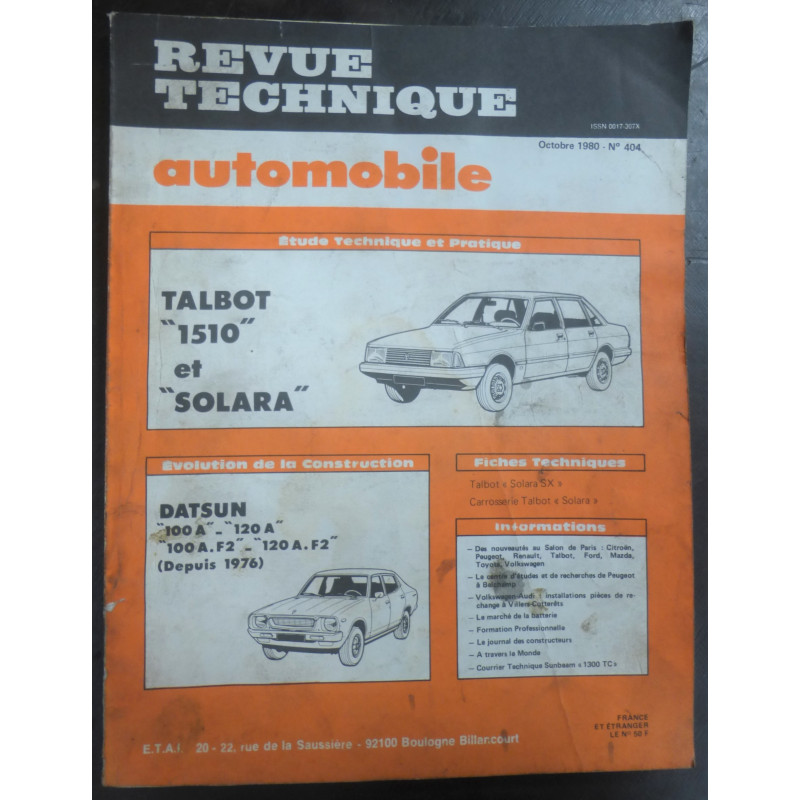 REVUE
TECHNIQUE
ISSN 0017-307X
Octobre 1980 - N° 404
automobile
Étude Technique et Pratique
TALBOT
"1510"
et
"SOLARA"
Évolution de la Construction
DATSUN
"100 A" - "120 A"
"100 A.F2" - "120 A.F2"
(Depuis 1976)
Fiches Techniques
Talbot « Solara SX »
Carrosserie Talbot « Solara »
Informations
— Des nouveautés au Salon de Paris : Citroën,
Peugeot, Renault, Talbot, Ford, Mazda,
Toyota, Volkswagen
— Le centre d'études et de recherches de Peugeot
à Belchamp
— Volkswagen-Audi : installations pièces de re-
change à Villers-Cotterêts
— Le marché de la batterie
— Formation Professionnelle
— Le journal des constructeurs
— A travers le Monde
— Courrier Technique Sunbeam « 1300 TC »
FRANCE
ET ÉTRANGER
LE N° 50 F
E.T.A.I. 20 - 22, rue de la Saussière - 92100 Boulogne Billancourt